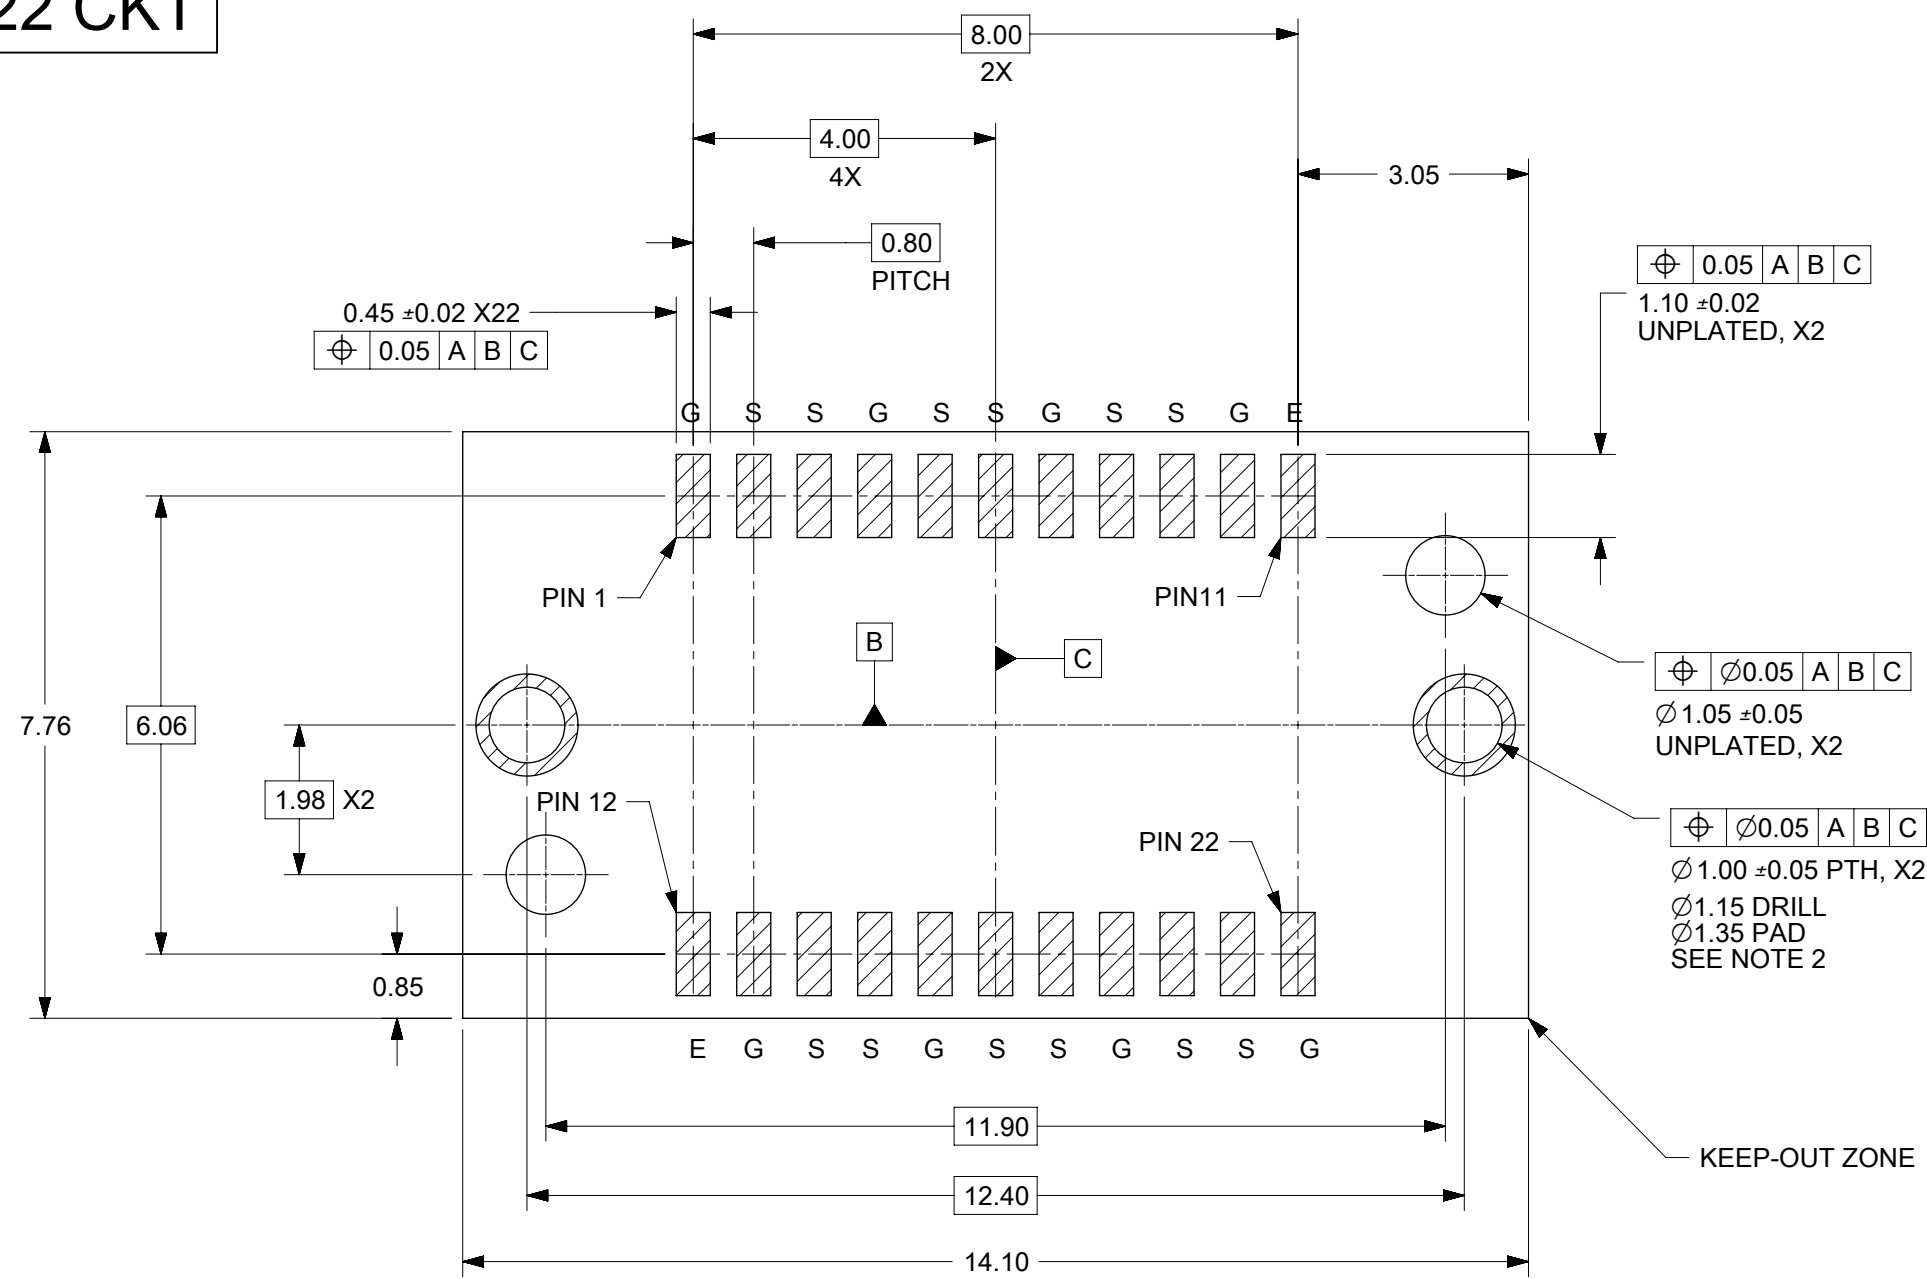 22 CKT
8.00
2X
4.00
4X
3.05
0.80
PITCH
⌖ 0.05 A B C
1.10 ±0.02
UNPLATED, X2
0.45 ±0.02 X22
⌖ 0.05 A B C
G S S G S S G S S G E
PIN 1
PIN11
B
C
⌖ ∅0.05 A B C
∅1.05 ±0.05
UNPLATED, X2
7.76
6.06
1.98 X2
PIN 12
PIN 22
⌖ ∅0.05 A B C
∅1.00 ±0.05 PTH, X2
∅1.15 DRILL
∅1.35 PAD
SEE NOTE 2
0.85
E G S S G S S G S S G
11.90
KEEP-OUT ZONE
12.40
14.10